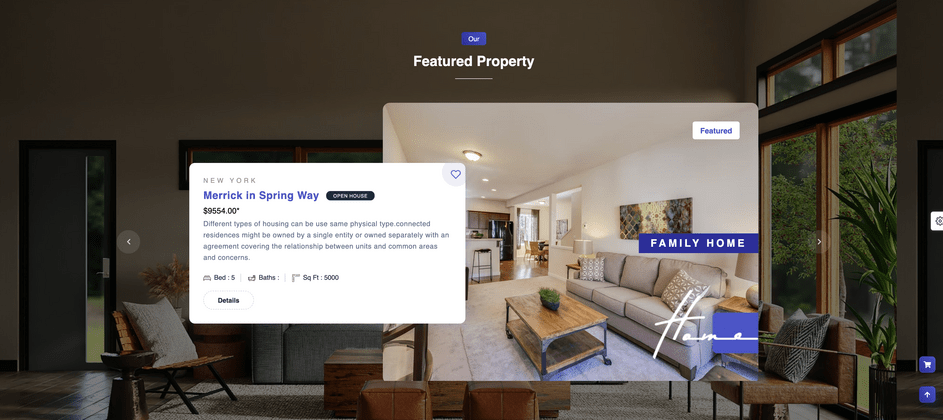 Our
Featured Property
Featured
NEW YORK
Merrick in Spring Way OPEN HOUSE
$9554.00*
Different types of housing can be use same physical type.connected
residences might be owned by a single entity or owned separately with an
agreement covering the relationship between units and common areas
and concerns.
Bed : 5 Baths : Sq Ft : 5000
Details
FAMILY HOME
Home